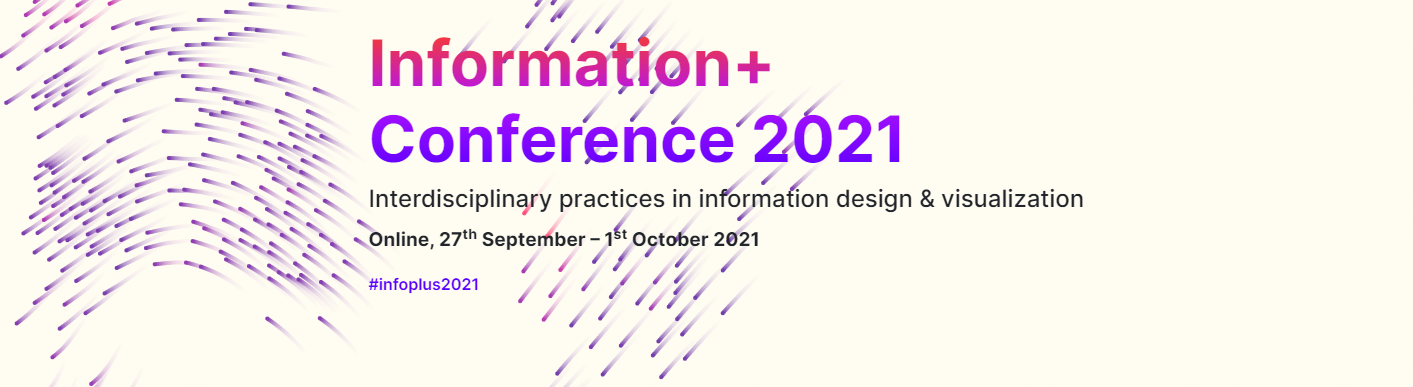 Information+
Conference 2021
Interdisciplinary practices in information design & visualization
Online, 27th September – 1st October 2021
#infoplus2021